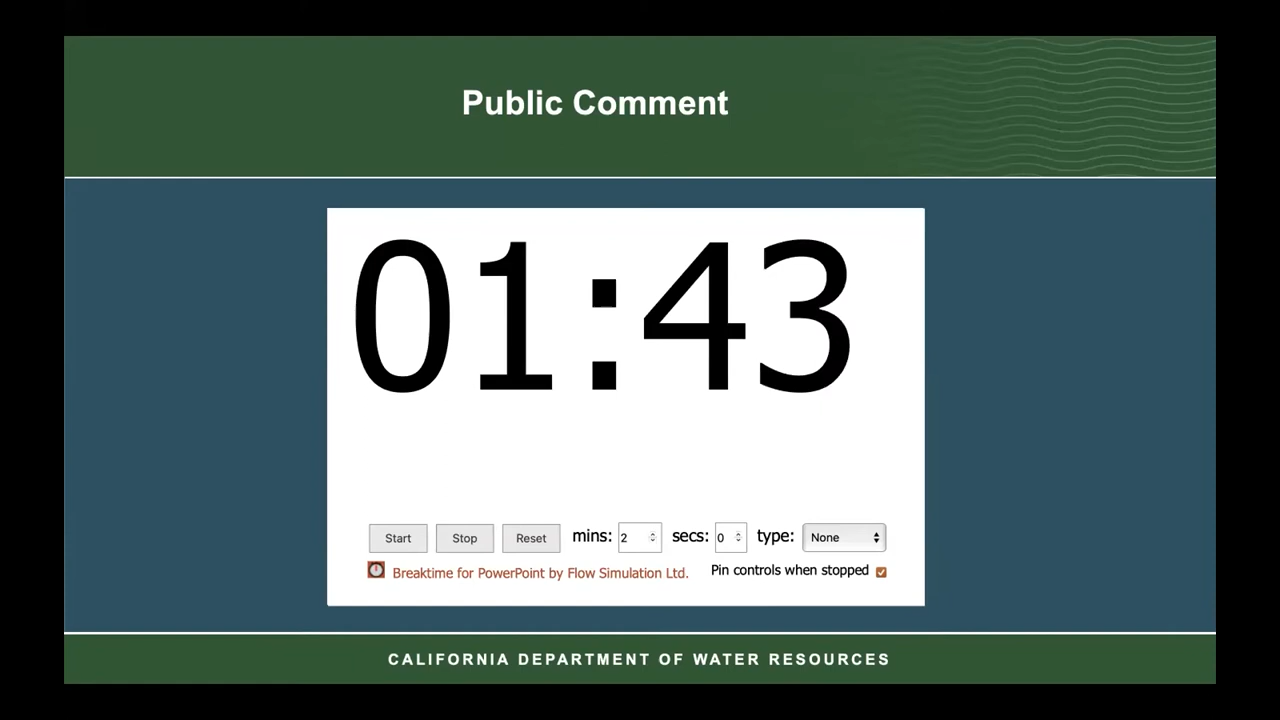 Public Comment
01:43
Start Stop Reset mins: 2 secs: 0 type: None
Breaktime for PowerPoint by Flow Simulation Ltd. Pin controls when stopped
CALIFORNIA DEPARTMENT OF WATER RESOURCES